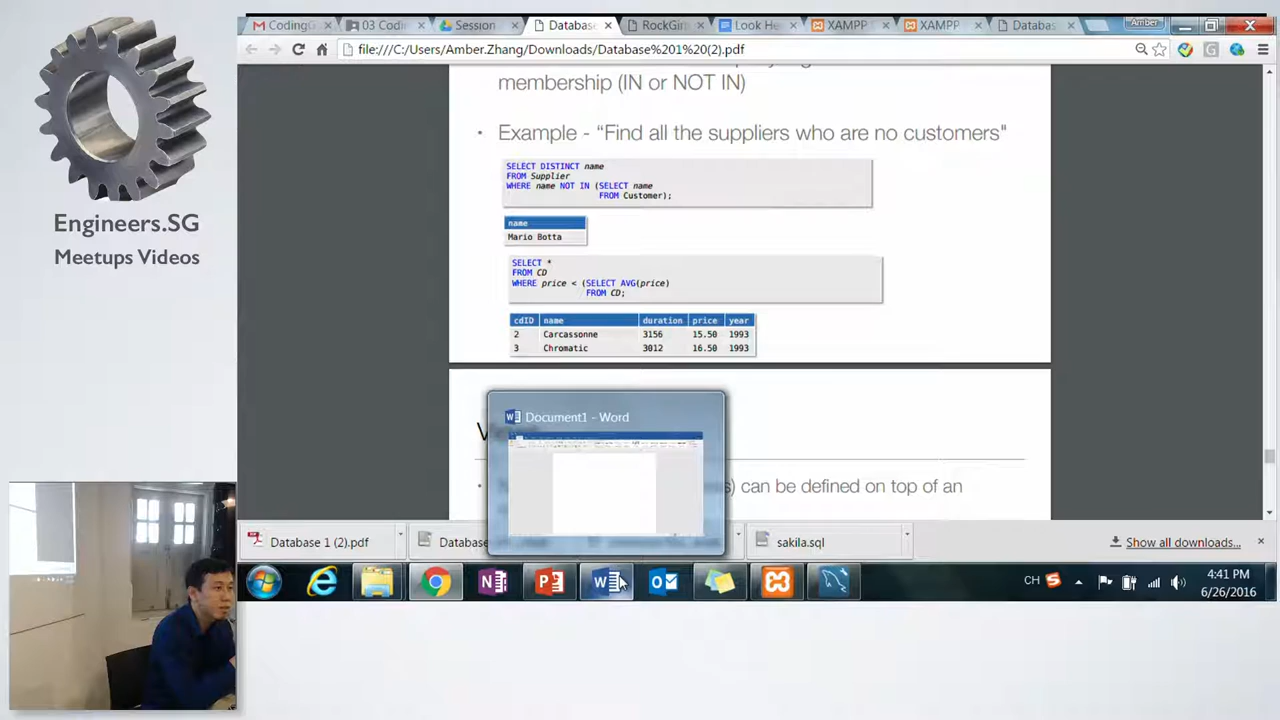 Engineers.SG
Meetups Videos
CodingG
03 Codin
Session
Database
RockGirl
Look He
XAMPP
XAMPP
Databas
Amber
file:///C:/Users/Amber.Zhang/Downloads/Database%201%20(2).pdf
membership (IN or NOT IN)
• Example - “Find all the suppliers who are no customers"
SELECT DISTINCT name
FROM Supplier
WHERE name NOT IN (SELECT name
FROM Customer);
name
Mario Botta
SELECT *
FROM CD
WHERE price < (SELECT AVG(price)
FROM CD;
cdID name duration price year
2 Carcassonne 3156 15.50 1993
3 Chromatic 3012 16.50 1993
Document1 - Word
) can be defined on top of an
Database 1 (2).pdf
Database
sakila.sql
Show all downloads...
CH
4:41 PM
6/26/2016